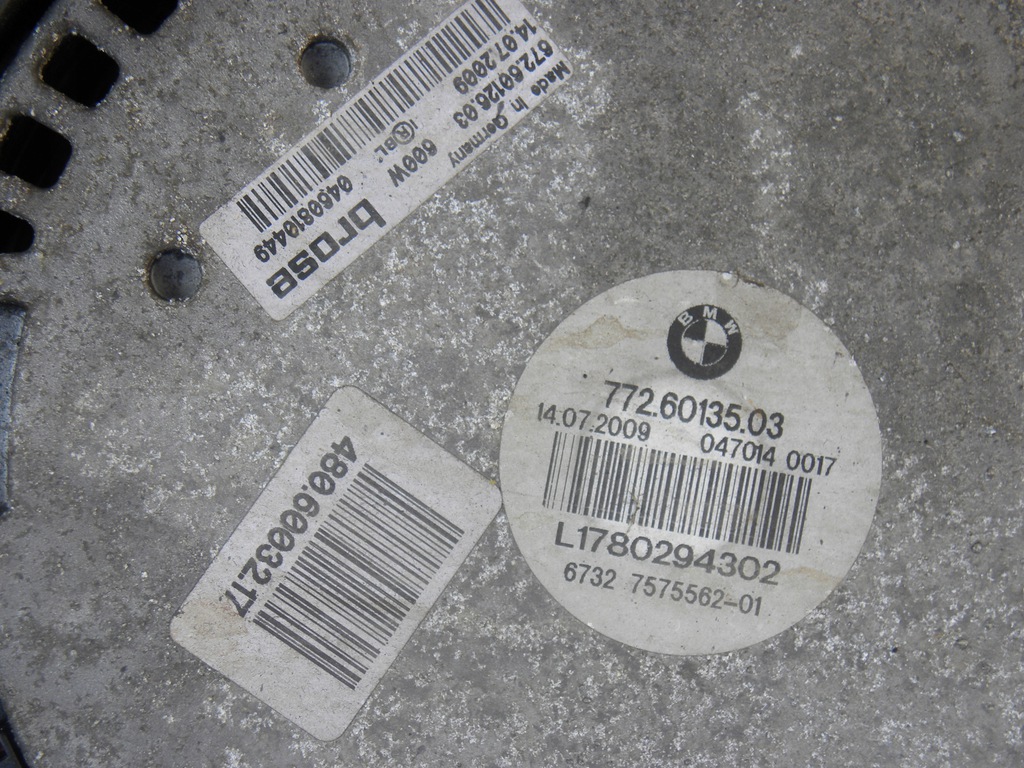 672.60126.03
14.07.2009
Made in Germany
600W
0460810449
brose
BMW
772.60135.03
14.07.2009 047014 0017
L1780294302
6732 7575562-01
480.60032.17